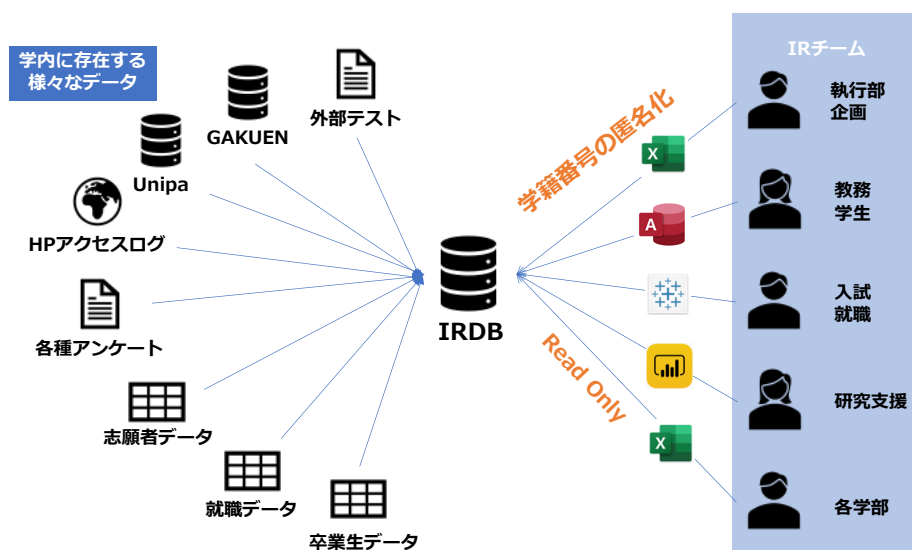 学内に存在する
様々なデータ
外部テスト
GAKUEN
Unipa
HPアクセスログ
各種アンケート
志願者データ
就職データ
卒業生データ
IRDB
学籍番号の匿名化
Read Only
X
A
X
IRチーム
執行部
企画
教務
学生
入試
就職
研究支援
各学部